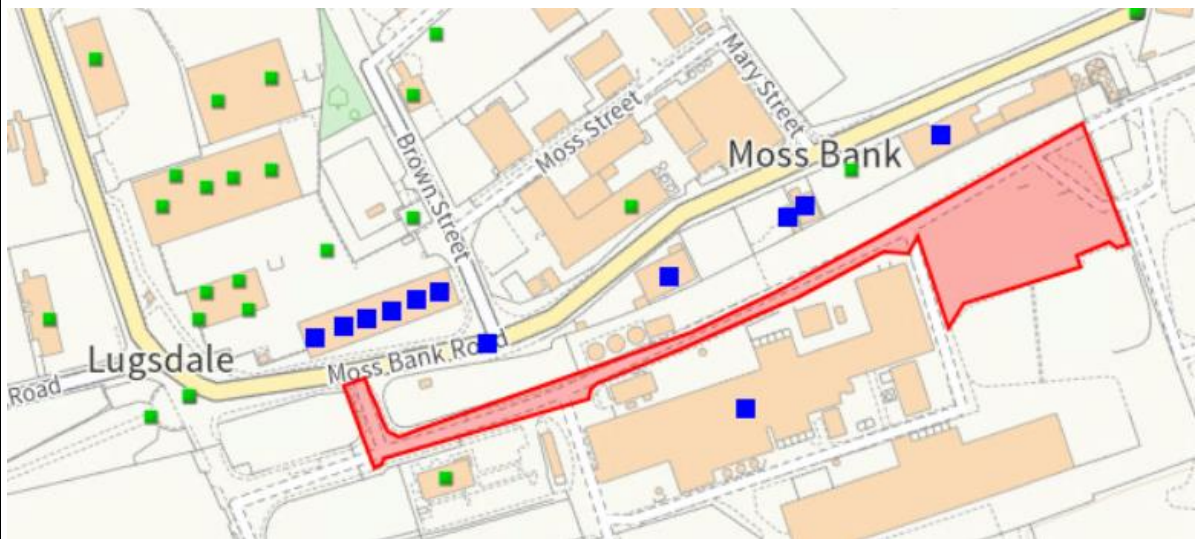 Mary Street
Moss Street
Brown Street
Moss Bank
Lugsdale
Moss Bank Road
Road